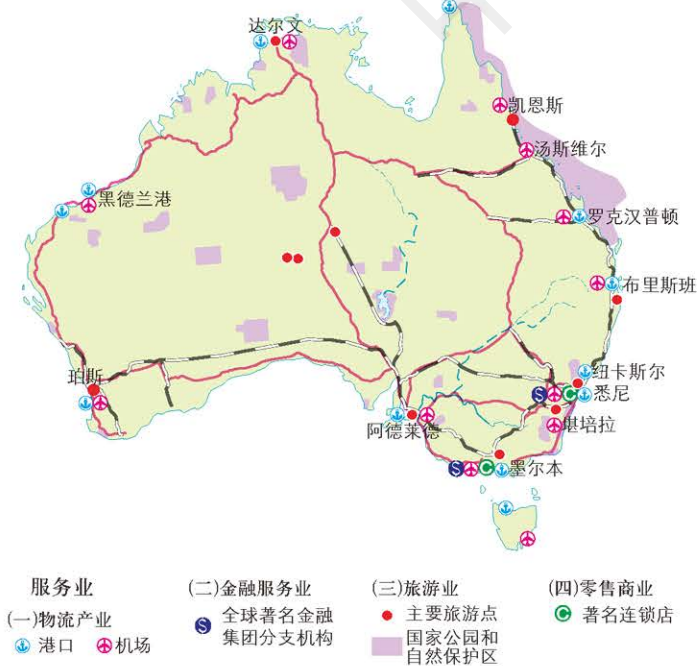 达尔文
凯恩斯
汤斯维尔
黑德兰港
罗克汉普顿
布里斯班
纽卡斯尔
珀斯
S C 悉尼
阿德莱德
堪培拉
S C 墨尔本
服务业
(一)物流产业
港口
机场
(二)金融服务业
S 全球著名金融
集团分支机构
(三)旅游业
主要旅游点
国家公园和
自然保护区
(四)零售商业
C 著名连锁店